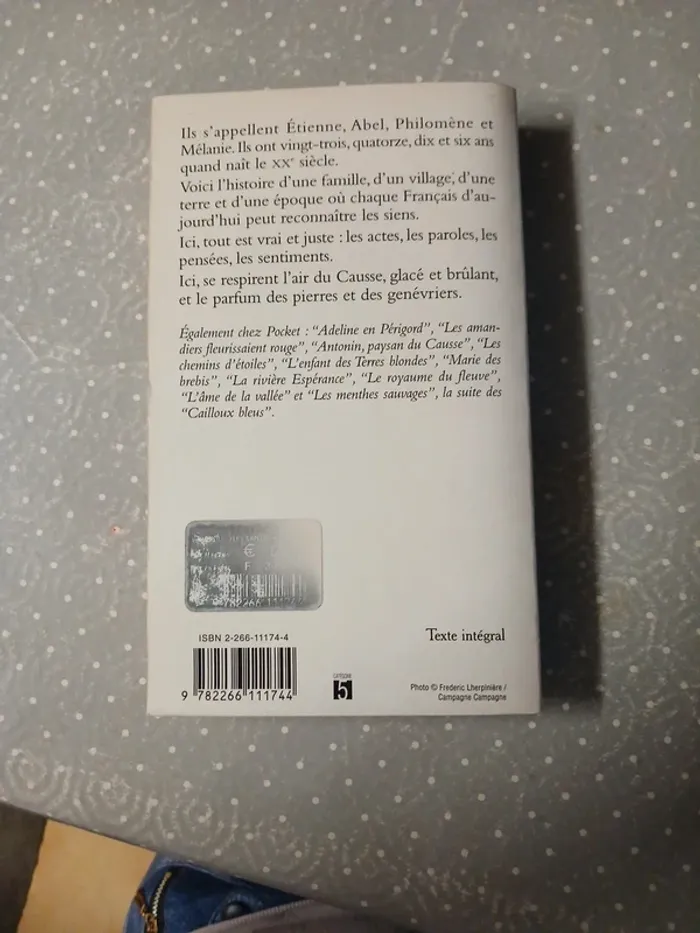 Ils s'appellent Étienne, Abel, Philomène et
Mélanie. Ils ont vingt-trois, quatorze, dix et six ans
quand naît le XXe siècle.
Voici l'histoire d'une famille, d'un village, d'une
terre et d'une époque où chaque Français d'au-
jourd'hui peut reconnaître les siens.
Ici, tout est vrai et juste : les actes, les paroles, les
pensées, les sentiments.
Ici, se respirent l'air du Causse, glacé et brûlant,
et le parfum des pierres et des genévriers.
Également chez Pocket : “Adeline en Périgord”, “Les aman-
diers fleurissaient rouge”, “Antonin, paysan du Causse”, “Les
chemins d'étoiles”, “L'enfant des Terres blondes”, “Marie des
brebis”, “La rivière Espérance”, “Le royaume du fleuve”,
“L'âme de la vallée” et “Les menthes sauvages”, la suite des
“Cailloux bleus”.
€
F
ISBN 2-266-11174-4
9 782266 111744
Texte intégral
CATÉGORIE
5
Photo © Frederic Lherpinière /
Campagne Campagne